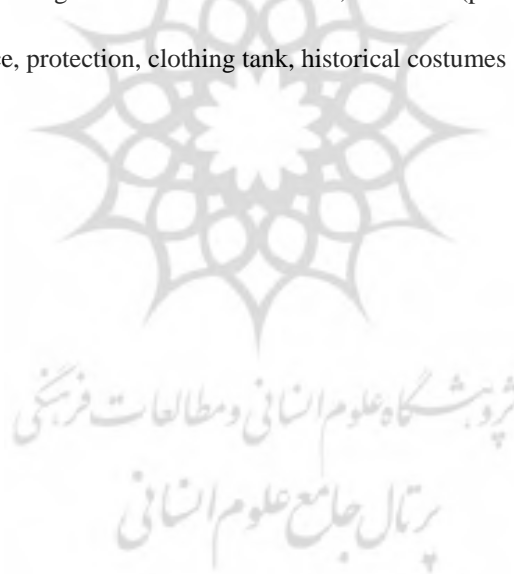 e, protection, clothing tank, historical costumes
پژوهشگاه علوم انسانی و مطالعات فرهنگی
پرتال جامع علوم انسانی